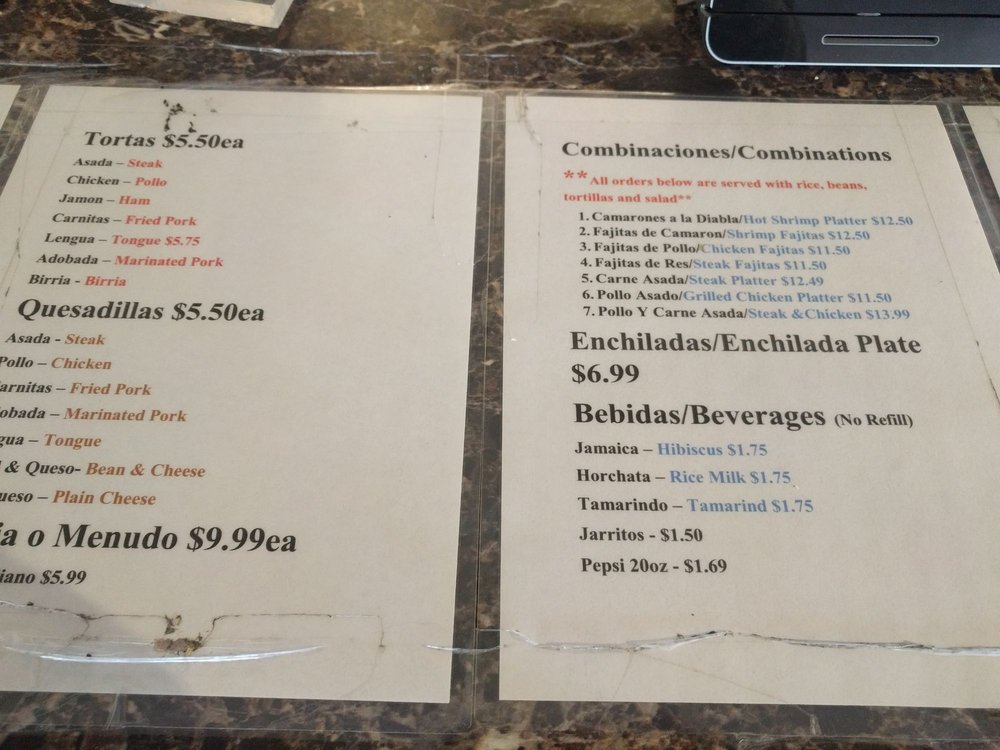 Tortas $5.50ea
Asada – Steak
Chicken – Pollo
Jamon – Ham
Carnitas – Fried Pork
Lengua – Tongue $5.75
Adobada – Marinated Pork
Birria - Birria
Quesadillas $5.50ea
Asada - Steak
Pollo – Chicken
arnitas – Fried Pork
obada – Marinated Pork
gua – Tongue
& Queso- Bean & Cheese
ueso – Plain Cheese
ia o Menudo $9.99ea
iano $5.99
Combinaciones/Combinations
**All orders below are served with rice, beans,
tortillas and salad**
1. Camarones a la Diabla/Hot Shrimp Platter $12.50
2. Fajitas de Camaron/Shrimp Fajitas $12.50
3. Fajitas de Pollo/Chicken Fajitas $11.50
4. Fajitas de Res/Steak Fajitas $11.50
5. Carne Asada/Steak Platter $12.49
6. Pollo Asado/Grilled Chicken Platter $11.50
7. Pollo Y Carne Asada/Steak &Chicken $13.99
Enchiladas/Enchilada Plate
$6.99
Bebidas/Beverages (No Refill)
Jamaica – Hibiscus $1.75
Horchata – Rice Milk $1.75
Tamarindo – Tamarind $1.75
Jarritos - $1.50
Pepsi 20oz - $1.69